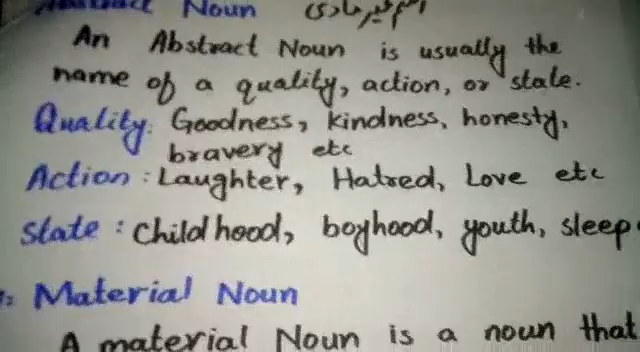 Abstract Noun اسم غیر مادی
An Abstract Noun is usually the
name of a quality, action, or state.
Quality: Goodness, kindness, honesty,
bravery etc
Action : Laughter, Hatred, Love etc
State : Childhood, boyhood, youth, sleep.
Material Noun
A material Noun is a noun that